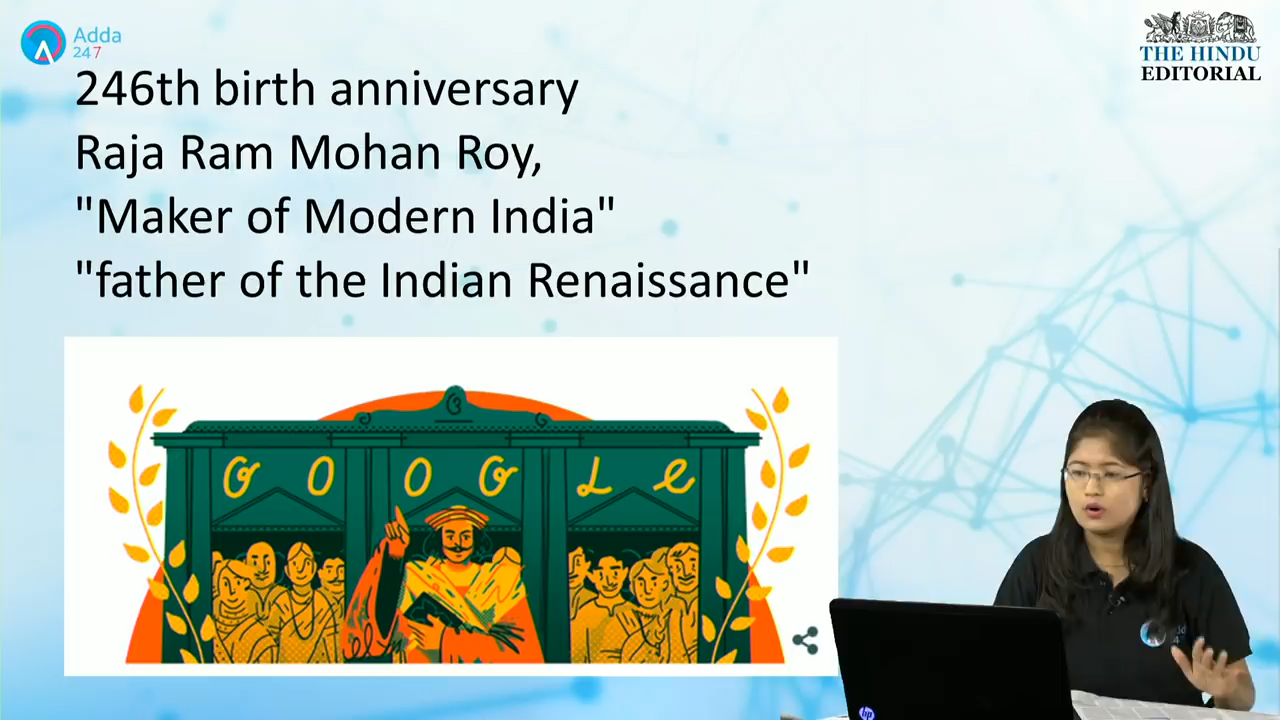 Adda
247
THE HINDU
EDITORIAL
246th birth anniversary
Raja Ram Mohan Roy,
"Maker of Modern India"
"father of the Indian Renaissance"
GOOGLE
hp